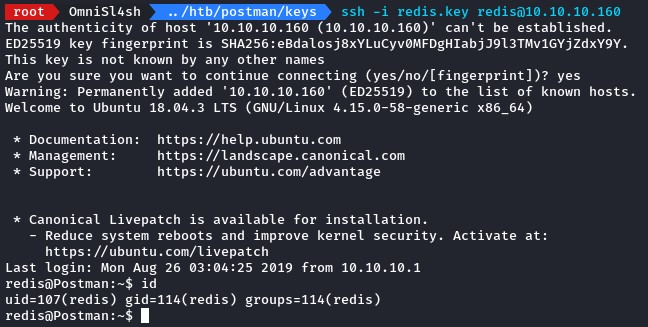 root OmniSl4sh ../htb/postman/keys ssh -i redis.key redis@10.10.10.160
The authenticity of host '10.10.10.160 (10.10.10.160)' can't be established.
ED25519 key fingerprint is SHA256:eBdalosj8xYLuCyv0MFDgHIabjJ9l3TMv1GYjZdxY9Y.
This key is not known by any other names
Are you sure you want to continue connecting (yes/no/[fingerprint])? yes
Warning: Permanently added '10.10.10.160' (ED25519) to the list of known hosts.
Welcome to Ubuntu 18.04.3 LTS (GNU/Linux 4.15.0-58-generic x86_64)
* Documentation: https://help.ubuntu.com
* Management: https://landscape.canonical.com
* Support: https://ubuntu.com/advantage
* Canonical Livepatch is available for installation.
- Reduce system reboots and improve kernel security. Activate at:
https://ubuntu.com/livepatch
Last login: Mon Aug 26 03:04:25 2019 from 10.10.10.1
redis@Postman:~$ id
uid=107(redis) gid=114(redis) groups=114(redis)
redis@Postman:~$